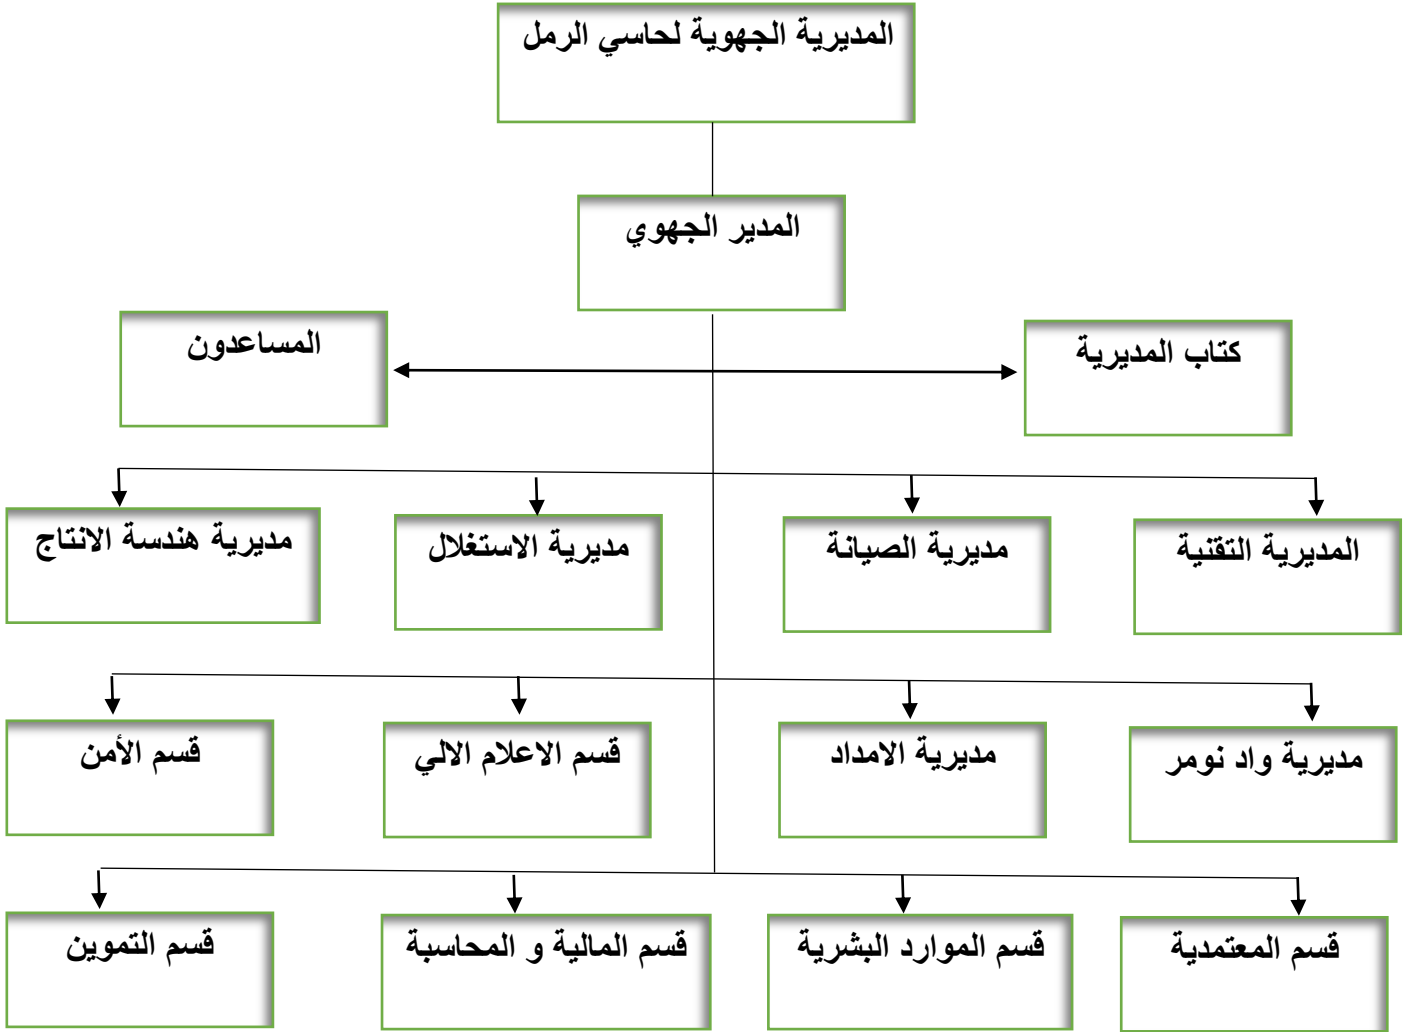 المديرية الجهوية لحاسي الرمل
المدير الجهوي
كتاب المديرية
المساعدون
المديرية التقنية
مديرية الصيانة
مديرية الاستغلال
مديرية هندسة الانتاج
مديرية واد نومر
مديرية الامداد
قسم الاعلام الالي
قسم الأمن
قسم المعتمدية
قسم الموارد البشرية
قسم المالية و المحاسبة
قسم التموين